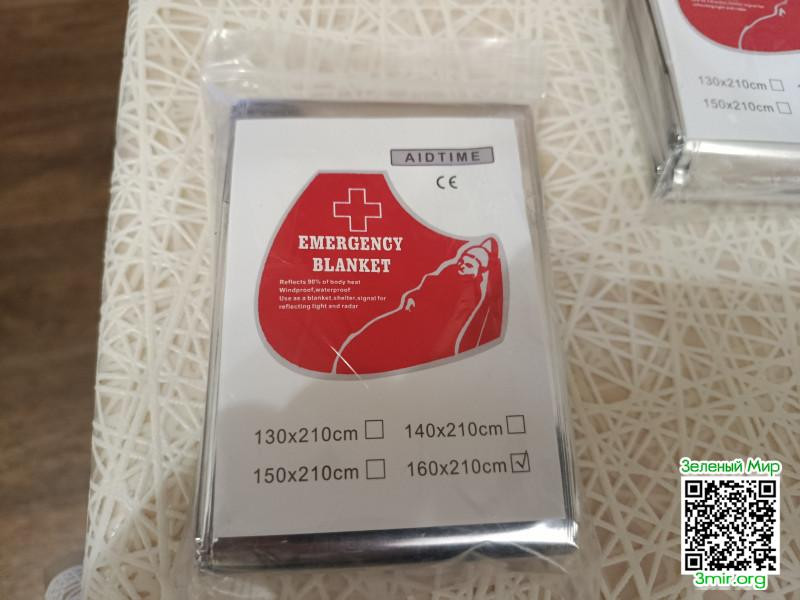 AIDTIME
CE
EMERGENCY
BLANKET
Reflects 90% of body heat
Windproof,waterproof
Use as a blanket,shelter,signal for
reflecting light and radar
130x210cm
140x210cm
150x210cm
160x210cm
130x210cm
150x210cm
Зеленый Мир
3mir.org